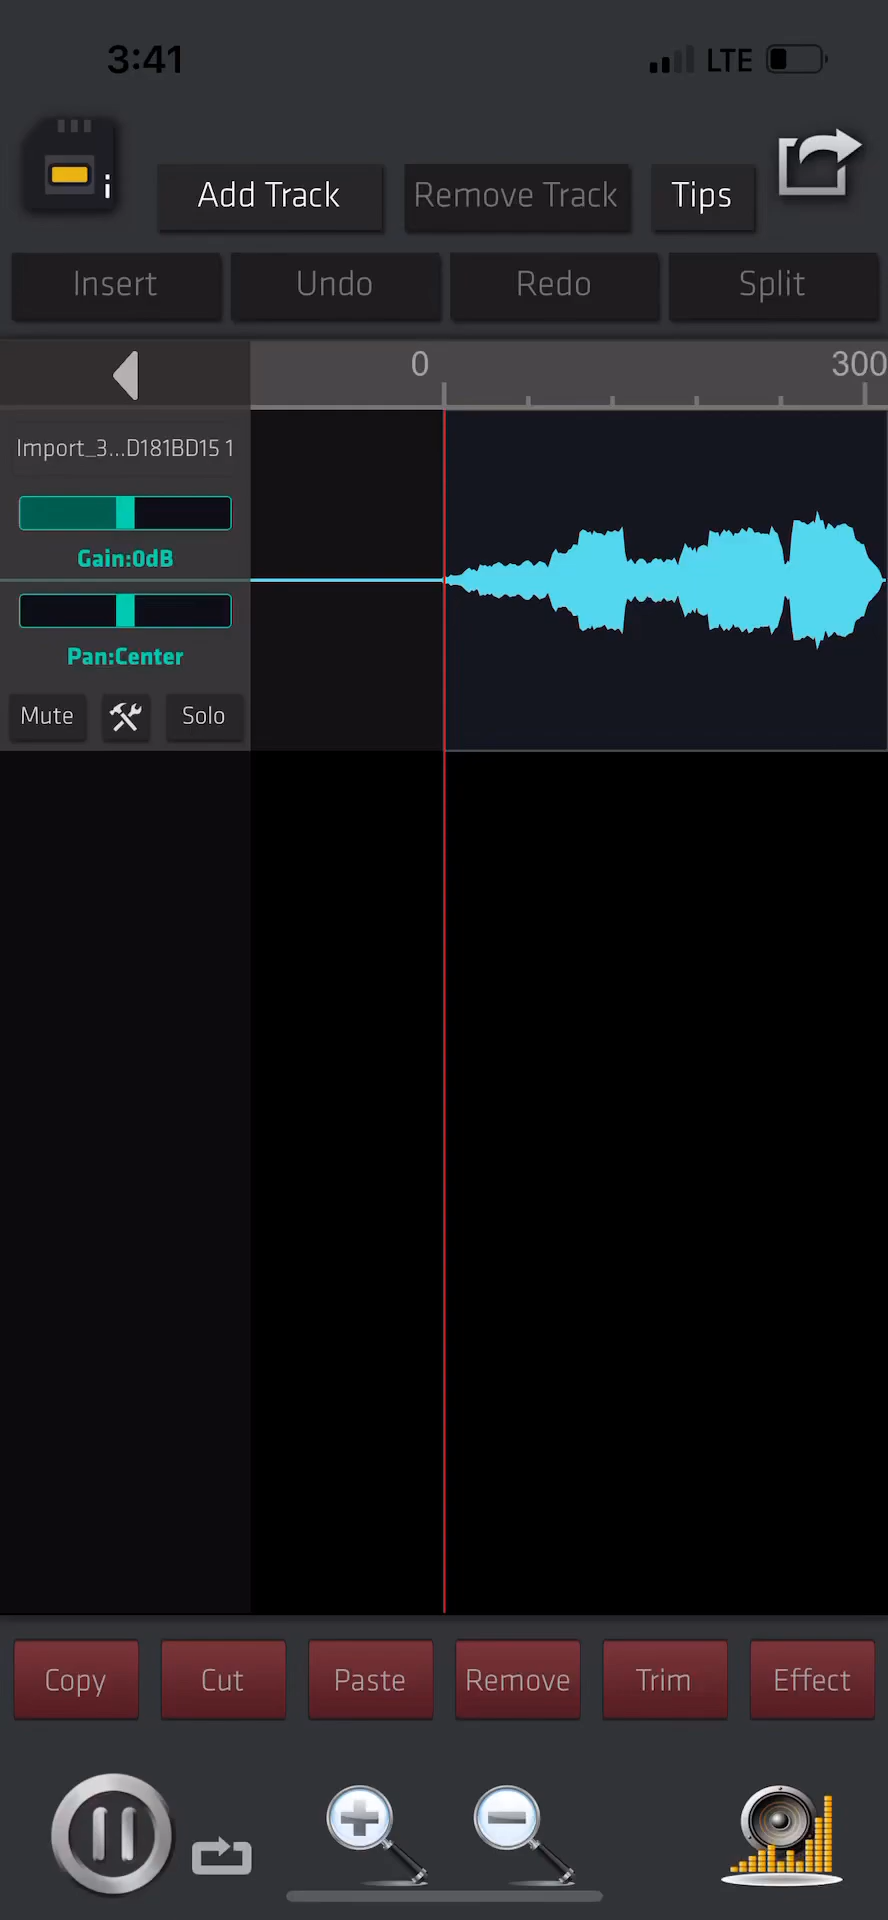 3:41 LTE
i
Add Track Remove Track Tips
Insert Undo Redo Split
0 300
Import_3...D181BD15 1
Gain:0dB
Pan:Center
Mute Solo
Copy Cut Paste Remove Trim Effect